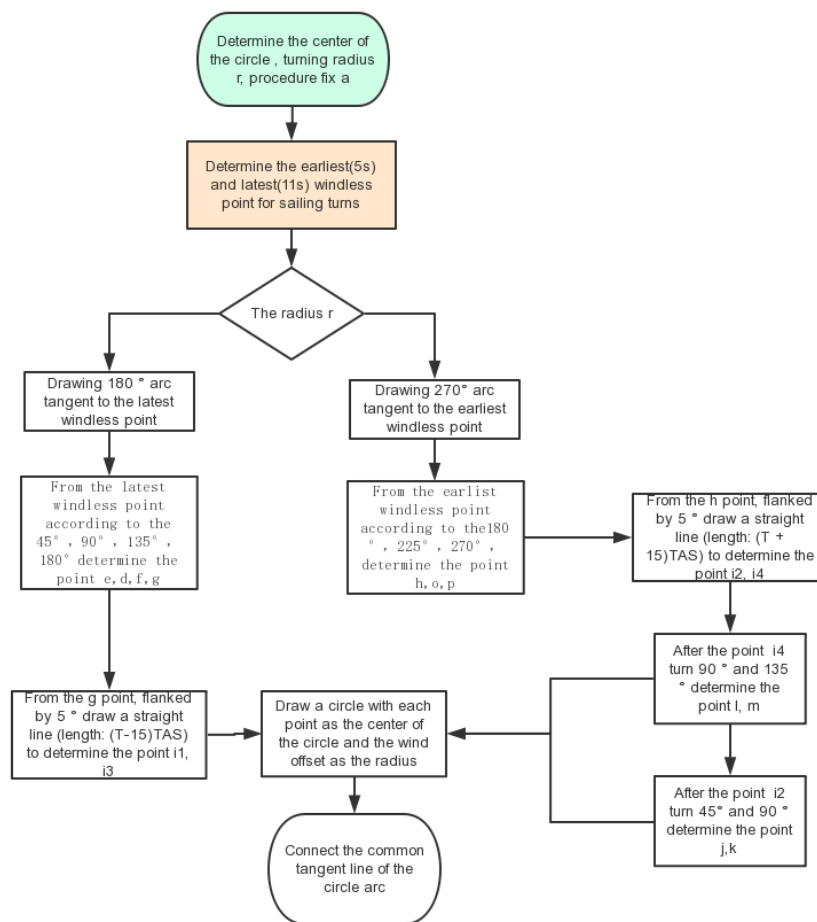 Determine the center of
the circle , turning radius
r, procedure fix a
Determine the earliest(5s)
and latest(11s) windless
point for sailing turns
The radius r
Drawing 180 ° arc
tangent to the latest
windless point
Drawing 270° arc
tangent to the earliest
windless point
From the latest
windless point
according to the
45° , 90° , 135° ,
180° determine the
point e,d,f,g
From the earlist
windless point
according to the180
° , 225° , 270° ,
determine the point
h,o,p
From the h point, flanked
by 5 ° draw a straight
line (length: (T +
15)TAS) to determine the
point i2, i4
After the point i4
turn 90 ° and 135
° determine the
point l, m
From the g point, flanked
by 5 ° draw a straight
line (length: (T-15)TAS)
to determine the point i1,
i3
Draw a circle with each
point as the center of
the circle and the wind
offset as the radius
After the point i2
turn 45° and 90 °
determine the point
j,k
Connect the common
tangent line of the
circle arc